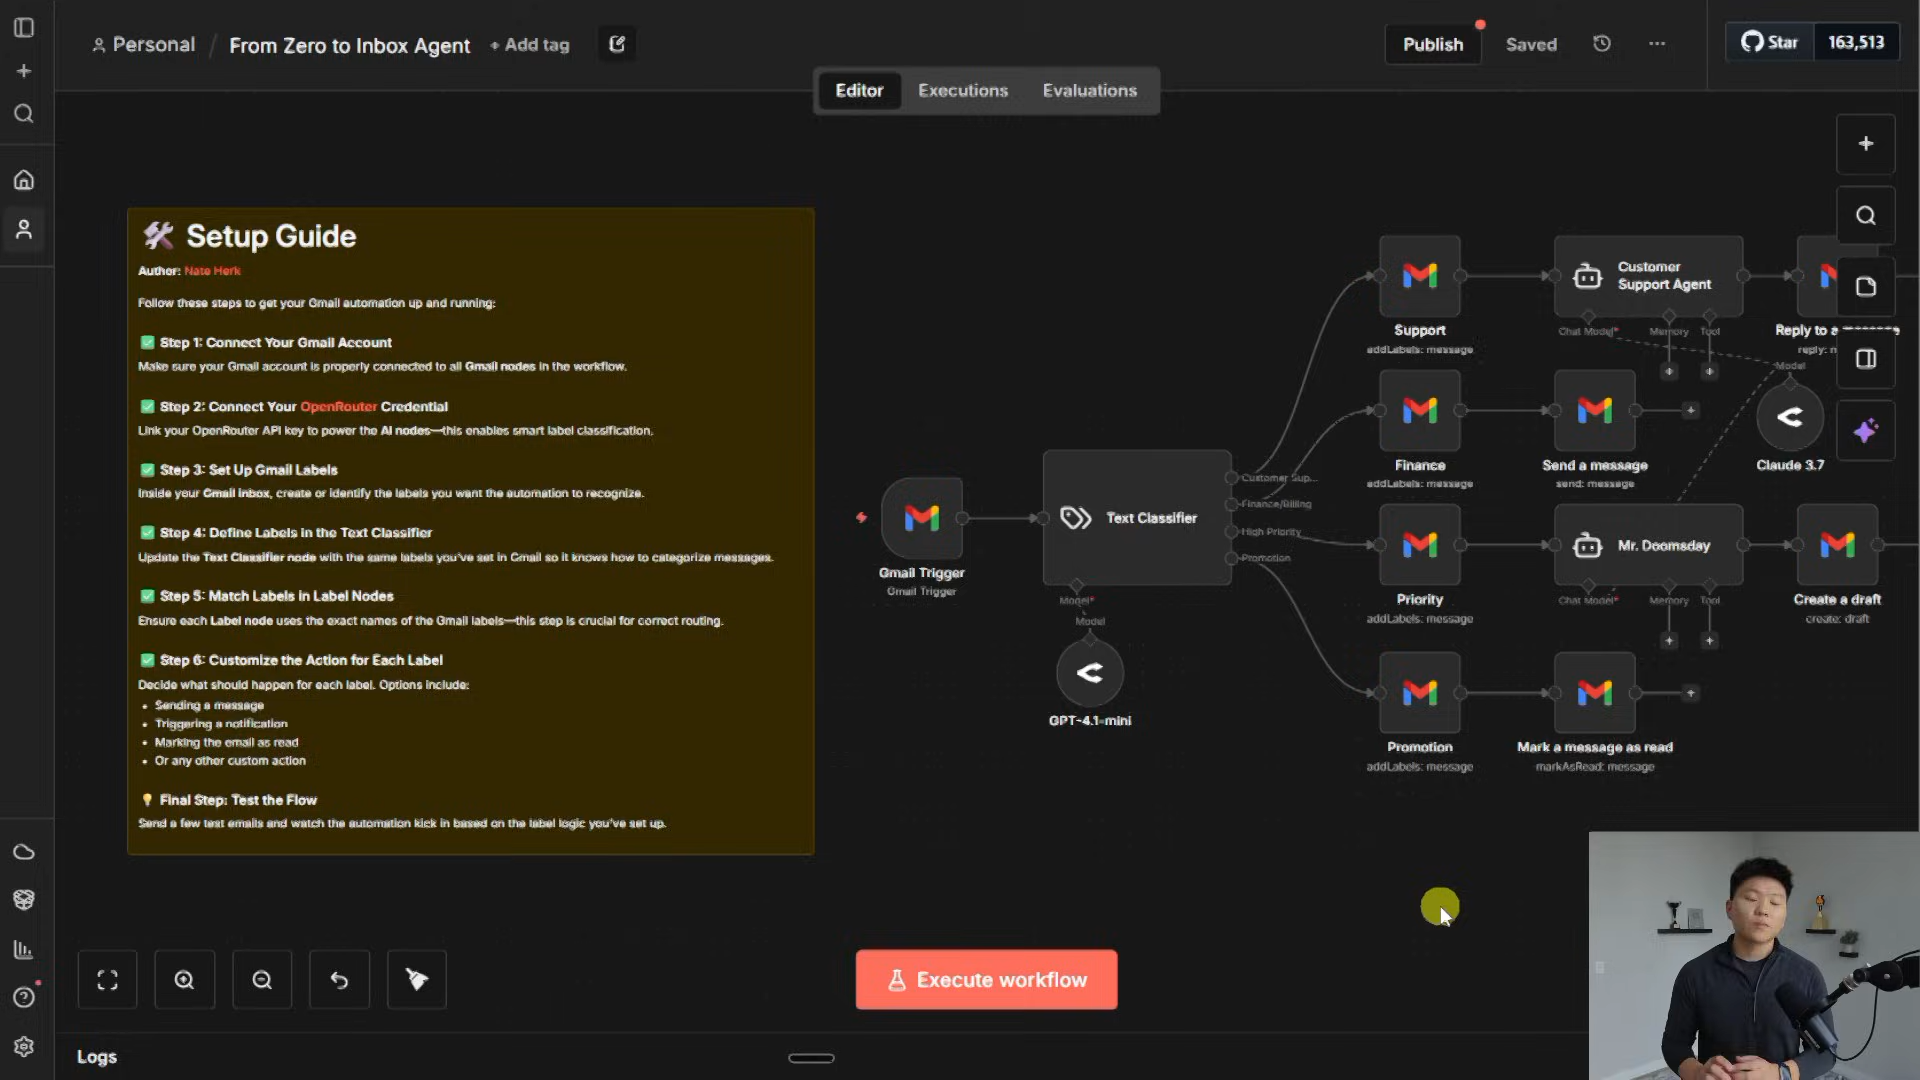 Personal / From Zero to Inbox Agent + Add tag
Publish Saved
Star 163,513
Editor Executions Evaluations
🛠 Setup Guide
Author: Nate Herk
Follow these steps to get your Gmail automation up and running:
✅ Step 1: Connect Your Gmail Account
Make sure your Gmail account is properly connected to all Gmail nodes in the workflow.
✅ Step 2: Connect Your OpenRouter Credential
Link your OpenRouter API key to power the AI nodes—this enables smart label classification.
✅ Step 3: Set Up Gmail Labels
Inside your Gmail inbox, create or identify the labels you want the automation to recognize.
✅ Step 4: Define Labels in the Text Classifier
Update the Text Classifier node with the same labels you've set in Gmail so it knows how to categorize messages.
✅ Step 5: Match Labels in Label Nodes
Ensure each Label node uses the exact names of the Gmail labels—this step is crucial for correct routing.
✅ Step 6: Customize the Action for Each Label
Decide what should happen for each label. Options include:
• Sending a message
• Triggering a notification
• Marking the email as read
• Or any other custom action
💡 Final Step: Test the Flow
Send a few test emails and watch the automation kick in based on the label logic you've set up.
Gmail Trigger
Gmail Trigger
Text Classifier
Customer Sup...
Finance/Billing
High Priority
Promotion
Model*
Model
GPT-4.1-mini
Support
addLabels: message
Customer
Support Agent
Chat Model* Memory Tool
Reply to a
reply:
Model
Claude 3.7
Finance
addLabels: message
Send a message
send: message
Priority
addLabels: message
Mr. Doomsday
Chat Model* Memory Tool
Create a draft
create: draft
Promotion
addLabels: message
Mark a message as read
markAsRead: message
Execute workflow
Logs